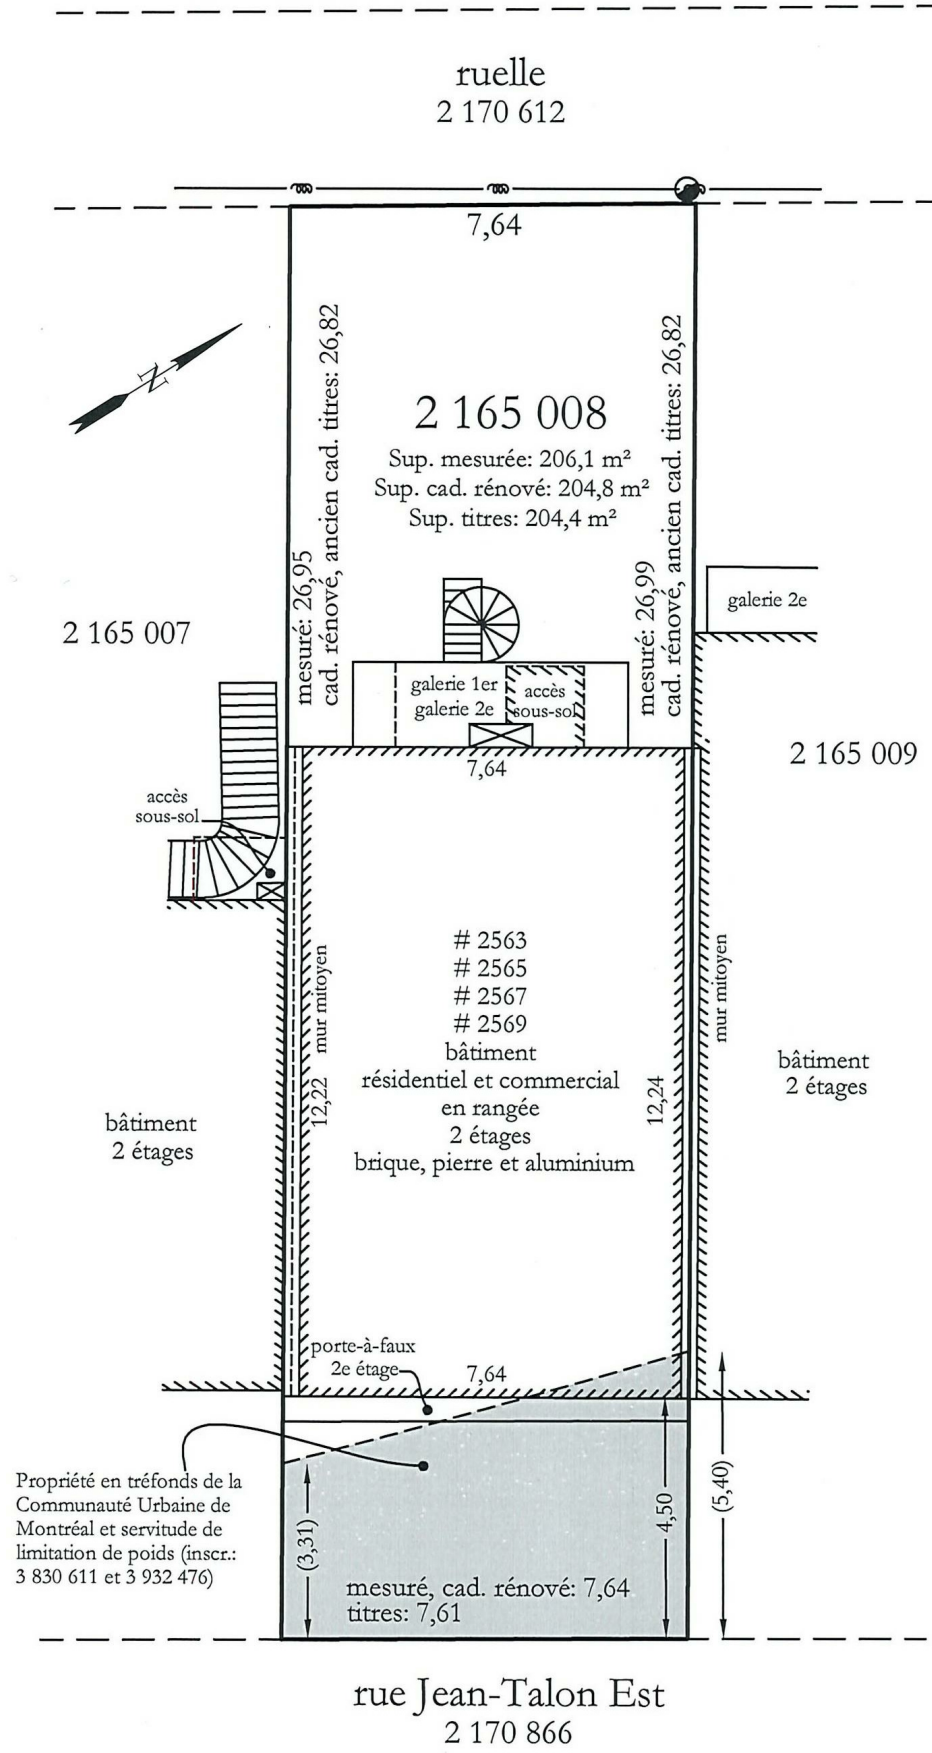 ruelle
2 170 612
7,64
mesuré: 26,95
cad. rénové, ancien cad. titres: 26,82
N
2 165 008
Sup. mesurée: 206,1 m²
Sup. cad. rénové: 204,8 m²
Sup. titres: 204,4 m²
mesuré: 26,99
cad. rénové, ancien cad. titres: 26,82
galerie 2e
2 165 007
galerie 1er
galerie 2e
accès
sous-sol
7,64
2 165 009
accès
sous-sol
mur mitoyen
12,22
# 2563
# 2565
# 2567
# 2569
bâtiment
résidentiel et commercial
en rangée
2 étages
brique, pierre et aluminium
12,24
mur mitoyen
bâtiment
2 étages
bâtiment
2 étages
porte-à-faux
2e étage
7,64
Propriété en tréfonds de la
Communauté Urbaine de
Montréal et servitude de
limitation de poids (inscr.:
3 830 611 et 3 932 476)
(3,31)
4,50
(5,40)
mesuré, cad. rénové: 7,64
titres: 7,61
rue Jean-Talon Est
2 170 866